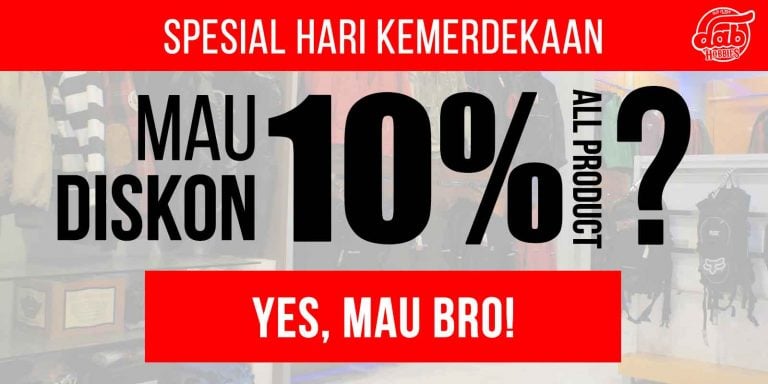 SPESIAL HARI KEMERDEKAAN
dab
HOBBIES
MAU
DISKON
10%
ALL PRODUCT
?
YES, MAU BRO!